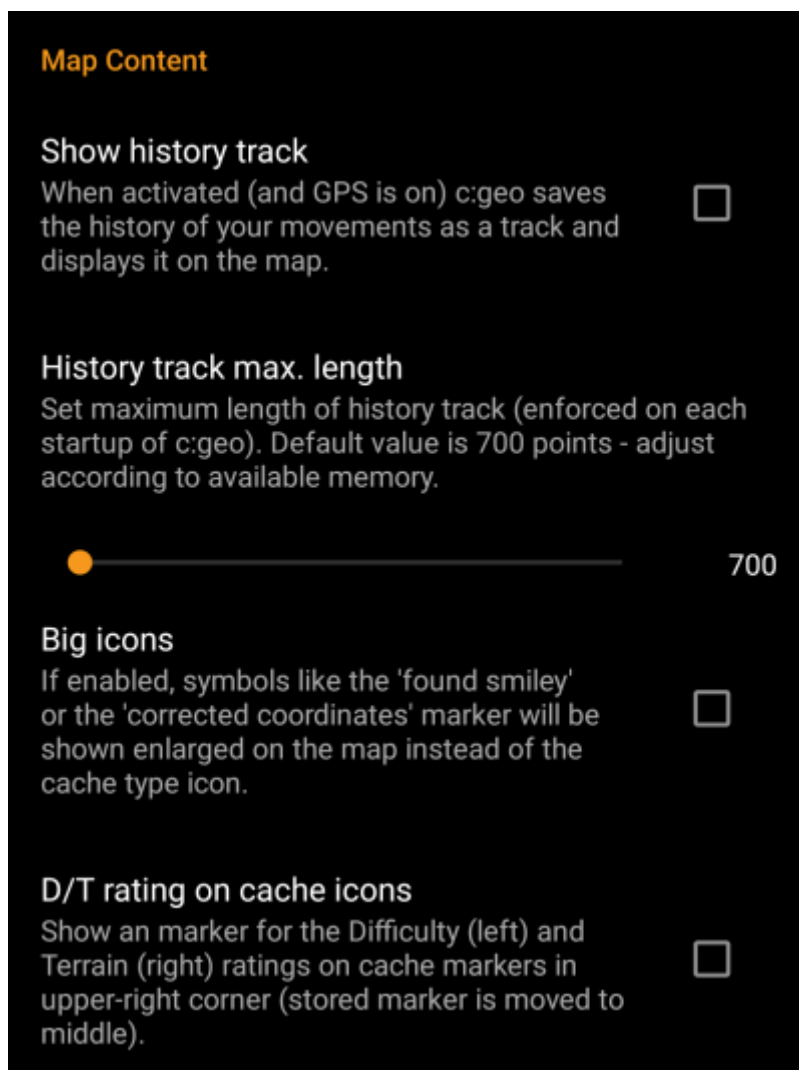 Map Content
Show history track
When activated (and GPS is on) c:geo saves
the history of your movements as a track and
displays it on the map.
History track max. length
Set maximum length of history track (enforced on each
startup of c:geo). Default value is 700 points - adjust
according to available memory.
700
Big icons
If enabled, symbols like the 'found smiley'
or the 'corrected coordinates' marker will be
shown enlarged on the map instead of the
cache type icon.
D/T rating on cache icons
Show an marker for the Difficulty (left) and
Terrain (right) ratings on cache markers in
upper-right corner (stored marker is moved to
middle).